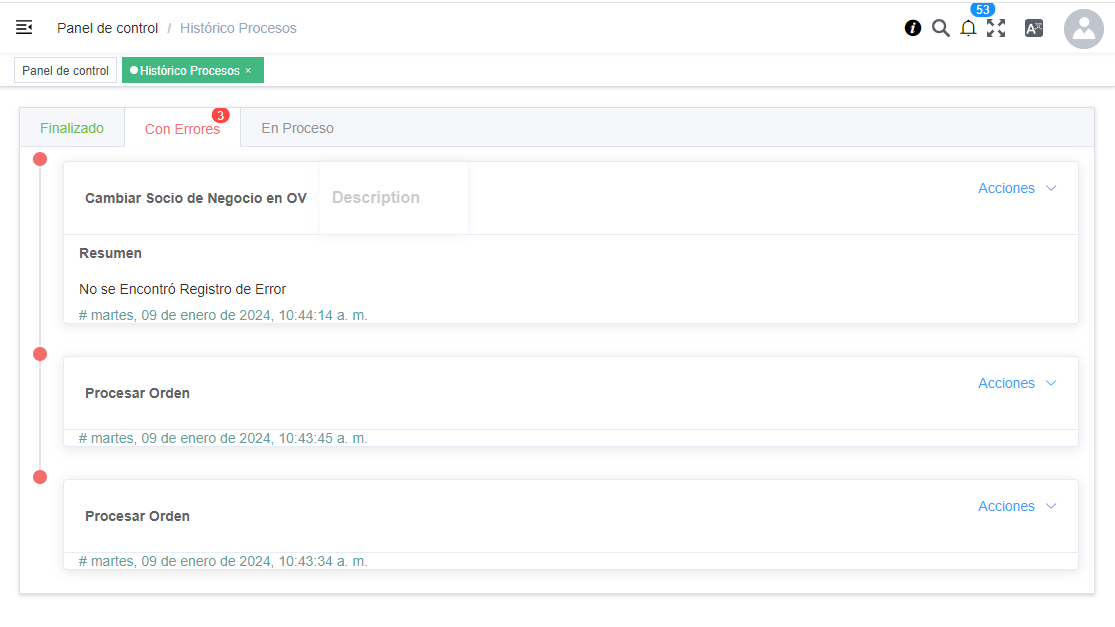 Panel de control / Histórico Procesos
53
Panel de control
Histórico Procesos ×
Finalizado
Con Errores
3
En Proceso
Cambiar Socio de Negocio en OV
Description
Acciones
Resumen
No se Encontró Registro de Error
# martes, 09 de enero de 2024, 10:44:14 a. m.
Procesar Orden
Acciones
# martes, 09 de enero de 2024, 10:43:45 a. m.
Procesar Orden
Acciones
# martes, 09 de enero de 2024, 10:43:34 a. m.